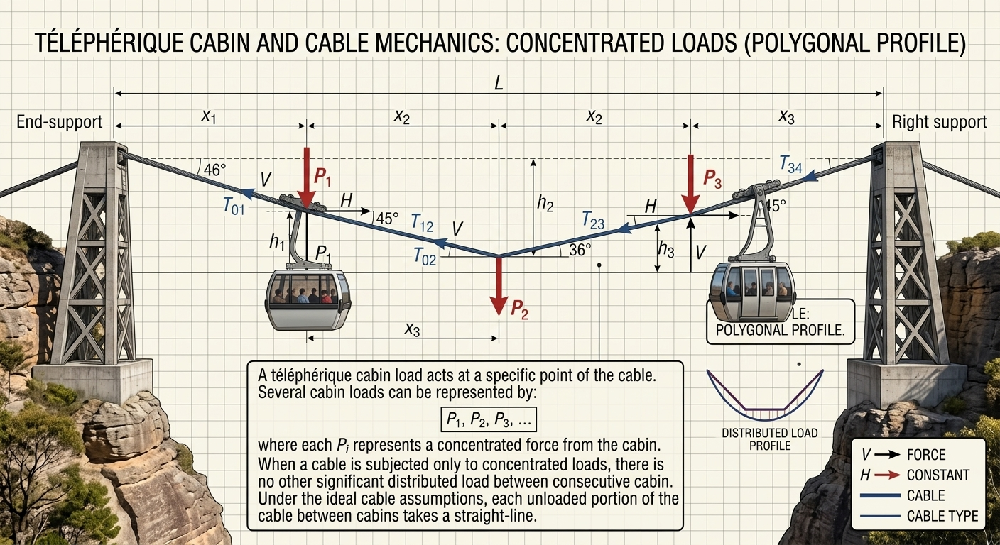 TÉLÉPHÉRIQUE CABIN AND CABLE MECHANICS: CONCENTRATED LOADS (POLYGONAL PROFILE)
L
End-support
x₁
x₂
x₂
x₃
Right support
46°
V
P₁
T₀₁
H
45°
h₁
P₁
T₁₂
V
T₀₂
h₂
T₂₃
36°
H
P₃
T₃₄
45°
h₃
V
P₂
x₃
LE:
POLYGONAL PROFILE.
A téléphérique cabin load acts at a specific point of the cable.
Several cabin loads can be represented by:
P₁, P₂, P₃, ...
where each Pᵢ represents a concentrated force from the cabin.
When a cable is subjected only to concentrated loads, there is
no other significant distributed load between consecutive cabin.
Under the ideal cable assumptions, each unloaded portion of the
cable between cabins takes a straight-line.
DISTRIBUTED LOAD
PROFILE
V → FORCE
H → CONSTANT
CABLE
CABLE TYPE